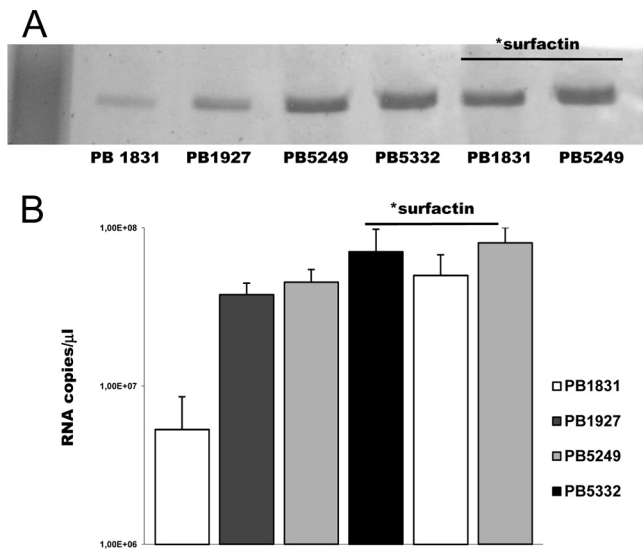 A
*surfactin
PB 1831 PB1927 PB5249 PB5332 PB1831 PB5249
B
*surfactin
1,00E+08
1,00E+07
1,00E+06
RNA copies/µl
PB1831
PB1927
PB5249
PB5332